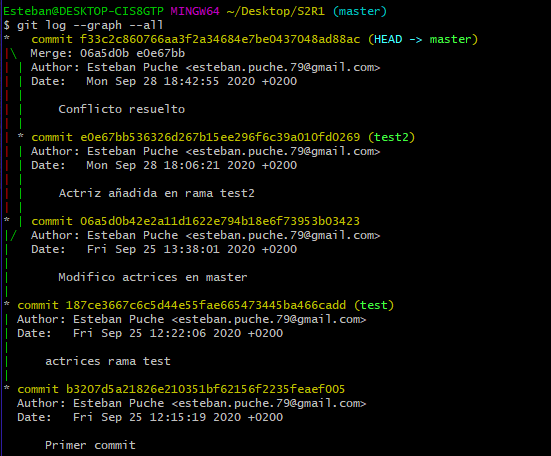 Esteban@DESKTOP-CIS8GTP MINGW64 ~/Desktop/S2R1 (master)
$ git log --graph --all
*   commit f33c2c860766aa3f2a34684e7be0437048ad88ac (HEAD -> master)
|\  Merge: 06a5d0b e0e67bb
| | Author: Esteban Puche <esteban.puche.79@gmail.com>
| | Date:   Mon Sep 28 18:42:55 2020 +0200
| |
| |     Conflicto resuelto
| |
| * commit e0e67bb536326d267b15ee296f6c39a010fd0269 (test2)
| | Author: Esteban Puche <esteban.puche.79@gmail.com>
| | Date:   Mon Sep 28 18:06:21 2020 +0200
| |
| |     Actriz añadida en rama test2
| |
* | commit 06a5d0b42e2a11d1622e794b18e6f73953b03423
|/  Author: Esteban Puche <esteban.puche.79@gmail.com>
|   Date:   Fri Sep 25 13:38:01 2020 +0200
|
|       Modifico actrices en master
|
* commit 187ce3667c6c5d44e55fae665473445ba466cadd (test)
| Author: Esteban Puche <esteban.puche.79@gmail.com>
| Date:   Fri Sep 25 12:22:06 2020 +0200
|
|     actrices rama test
|
* commit b3207d5a21826e210351bf62156f2235feaef005
  Author: Esteban Puche <esteban.puche.79@gmail.com>
  Date:   Fri Sep 25 12:15:19 2020 +0200

      Primer commit